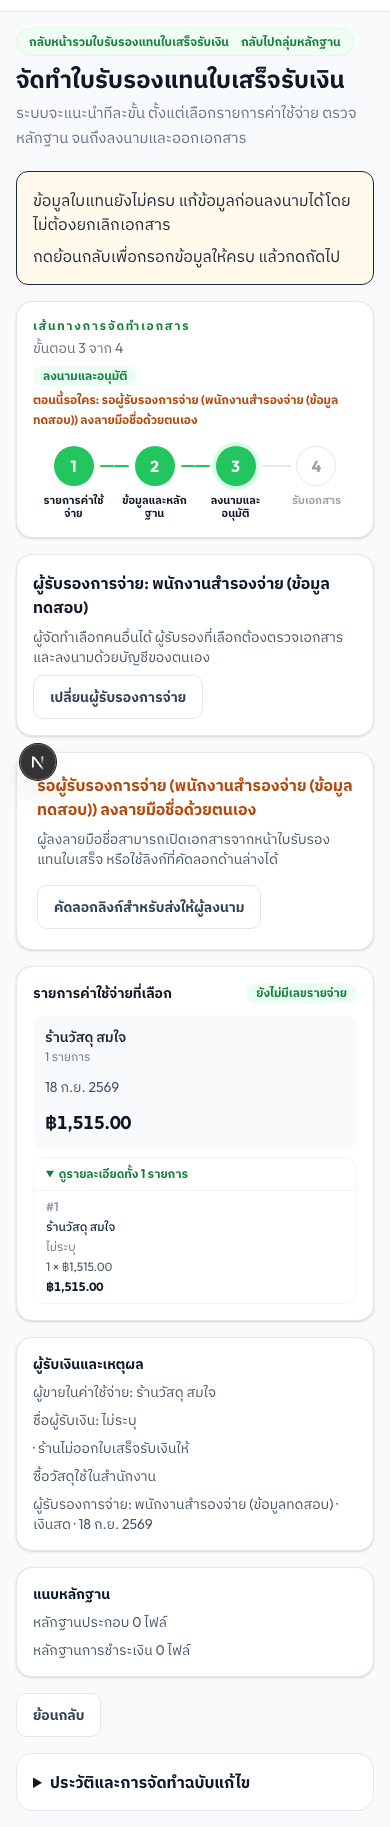 กลับหน้ารวมใบรับรองแทนใบเสร็จรับเงิน กลับไปกลุ่มหลักฐาน
จัดทำใบรับรองแทนใบเสร็จรับเงิน
ระบบจะแนะนำทีละขั้น ตั้งแต่เลือกรายการค่าใช้จ่าย ตรวจ
หลักฐาน จนถึงลงนามและออกเอกสาร
ข้อมูลใบแทนยังไม่ครบ แก้ข้อมูลก่อนลงนามได้โดย
ไม่ต้องยกเลิกเอกสาร
กดย้อนกลับเพื่อกรอกข้อมูลให้ครบ แล้วกดถัดไป
เส้นทางการจัดทำเอกสาร
ขั้นตอน 3 จาก 4
ลงนามและอนุมัติ
ตอนนี้รอใคร: รอผู้รับรองการจ่าย (พนักงานสำรองจ่าย (ข้อมูล
ทดสอบ)) ลงลายมือชื่อด้วยตนเอง
1 2 3 4
รายการค่าใช้ ข้อมูลและหลัก ลงนามและ รับเอกสาร
จ่าย ฐาน อนุมัติ
ผู้รับรองการจ่าย: พนักงานสำรองจ่าย (ข้อมูล
ทดสอบ)
ผู้จัดทำเลือกคนอื่นได้ ผู้รับรองที่เลือกต้องตรวจเอกสาร
และลงนามด้วยบัญชีของตนเอง
เปลี่ยนผู้รับรองการจ่าย
N
รอผู้รับรองการจ่าย (พนักงานสำรองจ่าย (ข้อมูล
ทดสอบ)) ลงลายมือชื่อด้วยตนเอง
ผู้ลงลายมือชื่อสามารถเปิดเอกสารจากหน้าใบรับรอง
แทนใบเสร็จ หรือใช้ลิงก์ที่คัดลอกด้านล่างได้
คัดลอกลิงก์สำหรับส่งให้ผู้ลงนาม
รายการค่าใช้จ่ายที่เลือก ยังไม่มีเลขรายจ่าย
ร้านวัสดุ สมใจ
1 รายการ
18 ก.ย. 2569
฿1,515.00
▼ ดูรายละเอียดทั้ง 1 รายการ
#1
ร้านวัสดุ สมใจ
ไม่ระบุ
1 × ฿1,515.00
฿1,515.00
ผู้รับเงินและเหตุผล
ผู้ขายในค่าใช้จ่าย: ร้านวัสดุ สมใจ
ชื่อผู้รับเงิน: ไม่ระบุ
· ร้านไม่ออกใบเสร็จรับเงินให้
ซื้อวัสดุใช้ในสำนักงาน
ผู้รับรองการจ่าย: พนักงานสำรองจ่าย (ข้อมูลทดสอบ) ·
เงินสด · 18 ก.ย. 2569
แนบหลักฐาน
หลักฐานประกอบ 0 ไฟล์
หลักฐานการชำระเงิน 0 ไฟล์
ย้อนกลับ
▶ ประวัติและการจัดทำฉบับแก้ไข